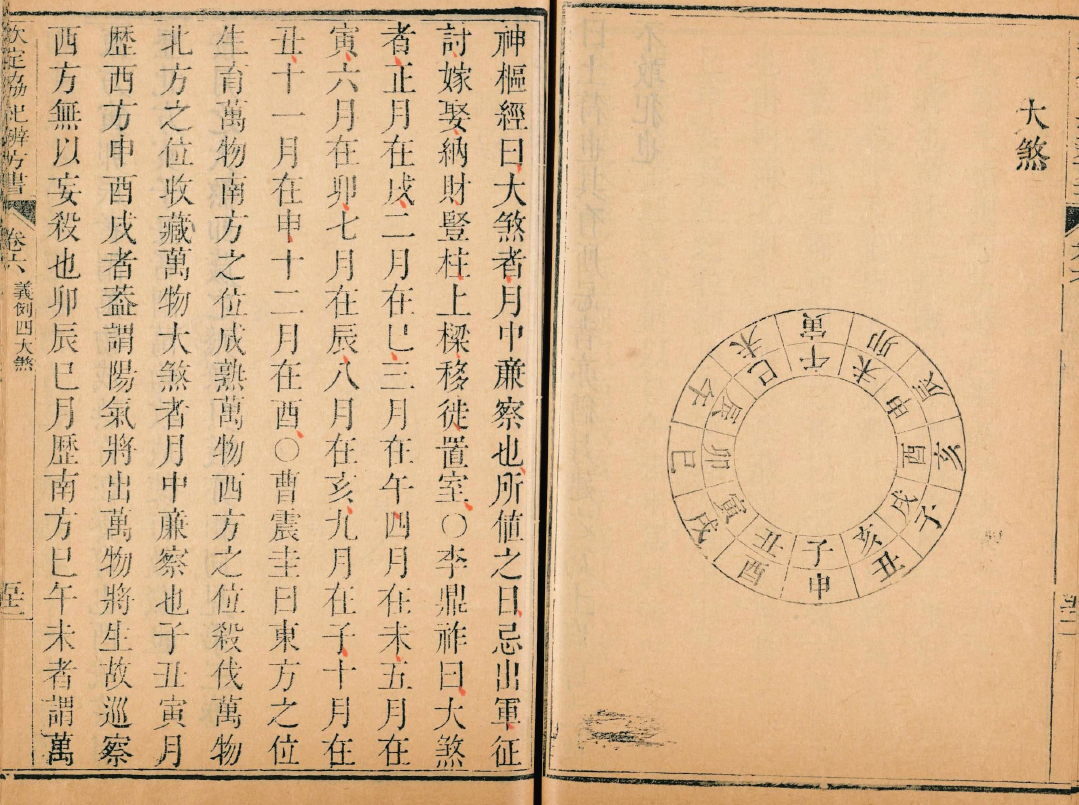 大煞
寅卯辰亥子丑申酉戌巳午未
午未申酉戌亥子丑寅卯辰巳
神樞經曰大煞者月中亷察也所值之日忌出軍征
討嫁娶納財豎柱上樑移徙置室○李鼎祚曰大煞
者正月在戌二月在巳三月在午四月在未五月在
寅六月在卯七月在辰八月在亥九月在子十月在
丑十一月在申十二月在酉○曹震圭曰東方之位
生育萬物南方之位成熟萬物西方之位殺伐萬物
北方之位收藏萬物大煞者月中亷察也子丑寅月
歴西方申酉戌者葢謂陽氣將出萬物將生故巡察
西方無以妄殺也卯辰巳月歴南方巳午未者謂萬
欽定協紀辨方書 卷六 義例四大煞